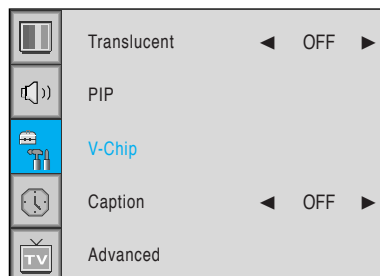 Translucent ◄ OFF ►
PIP
V-Chip
Caption ◄ OFF ►
TV Advanced